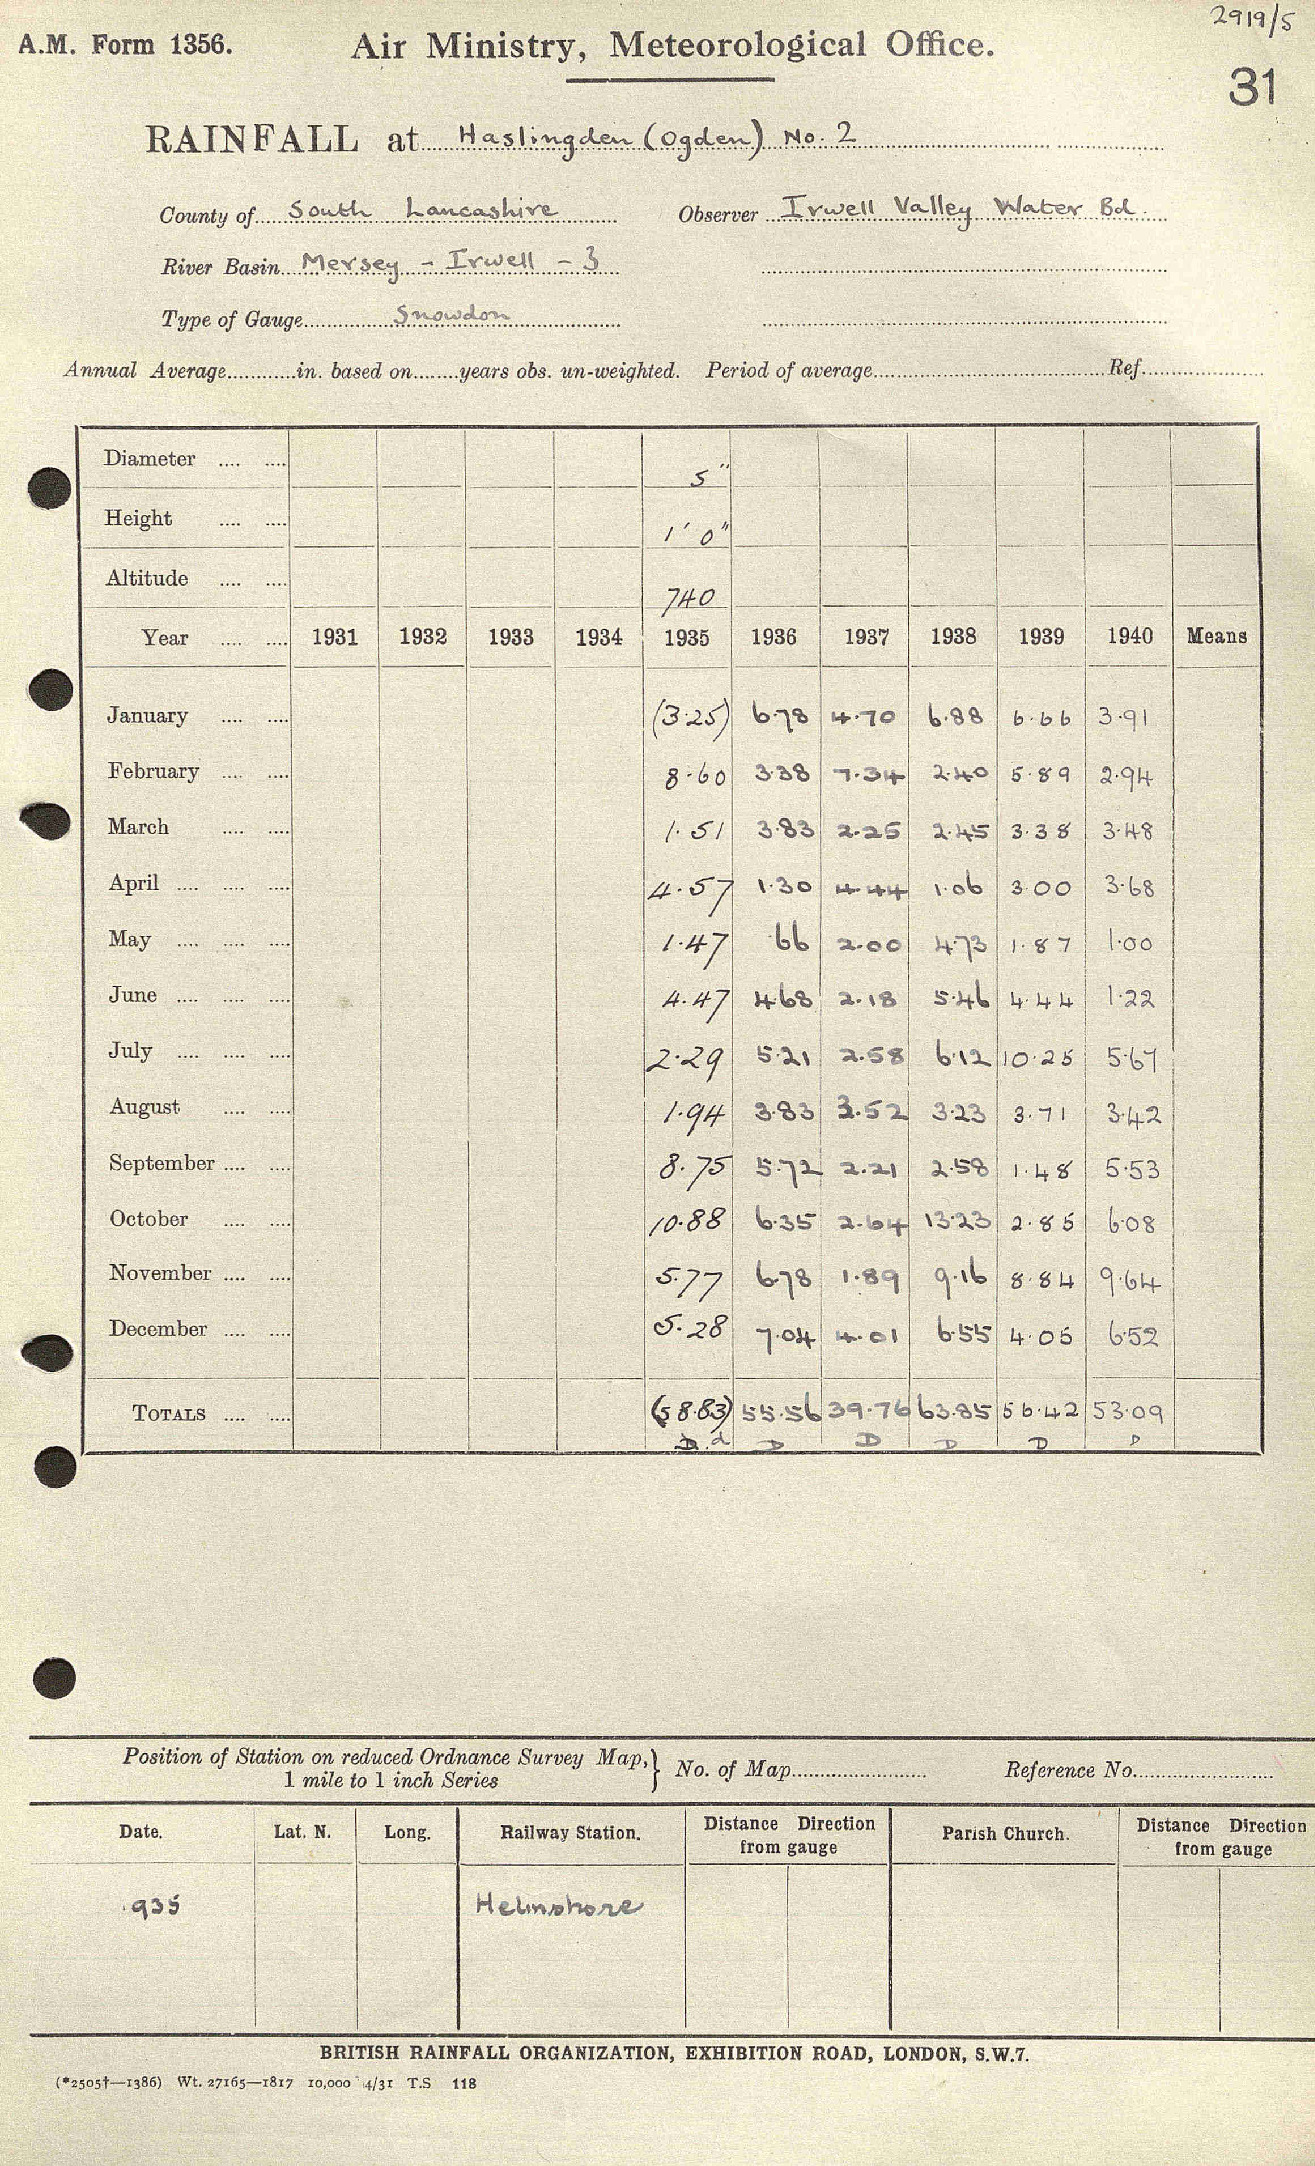 2919/5
A.M. Form 1356. Air Ministry, Meteorological Office.
31
RAINFALL at Haslingden (Ogden) No. 2
County of South Lancashire Observer Irwell Valley Water Bd.
River Basin Mersey - Irwell - 3
Type of Gauge Snowdon
Annual Average in. based on years obs. un-weighted. Period of average Ref.
Diameter 5"
Height 1' 0"
Altitude 740
Year 1931 1932 1933 1934 1935 1936 1937 1938 1939 1940 Means
January (3.25) 6.78 4.70 6.88 6.66 3.91
February 8.60 3.38 7.34 2.40 5.89 2.94
March 1.51 3.83 2.25 2.45 3.38 3.48
April 4.57 1.30 4.44 1.06 3.00 3.68
May 1.47 .66 2.00 4.73 1.87 1.00
June 4.47 4.68 2.18 5.46 4.44 1.22
July 2.29 5.21 2.58 6.12 10.25 5.67
August 1.94 3.83 3.52 3.23 3.71 3.42
September 8.75 5.72 2.21 2.58 1.48 5.53
October 10.88 6.35 2.64 13.23 2.85 6.08
November 5.77 6.78 1.89 9.16 8.84 9.64
December 5.28 7.04 4.01 6.55 4.05 6.52
TOTALS (58.83) 55.56 39.76 63.85 56.42 53.09
D d D D D D D
Position of Station on reduced Ordnance Survey Map,} No. of Map Reference No.
1 mile to 1 inch Series
Date. Lat. N. Long. Railway Station. Distance Direction from gauge Parish Church. Distance Direction from gauge
935 Helmshore
BRITISH RAINFALL ORGANIZATION, EXHIBITION ROAD, LONDON, S.W.7.
(*2505†—1386) Wt. 27165—1817 10,000 4/31 T.S 118